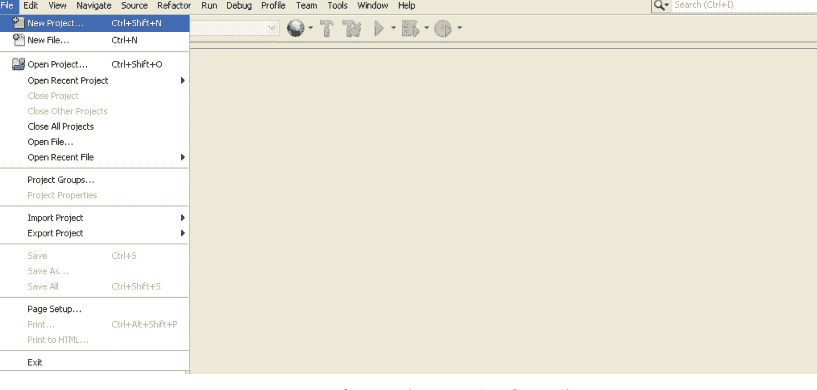 File Edit View Navigate Source Refactor Run Debug Profile Team Tools Window Help Search (Ctrl+I)
New Project... Ctrl+Shift+N
New File... Ctrl+N
Open Project... Ctrl+Shift+O
Open Recent Project
Close Project
Close Other Projects
Close All Projects
Open File...
Open Recent File
Project Groups...
Project Properties
Import Project
Export Project
Save Ctrl+S
Save As...
Save All Ctrl+Shift+S
Page Setup...
Print... Ctrl+Alt+Shift+P
Print to HTML...
Exit